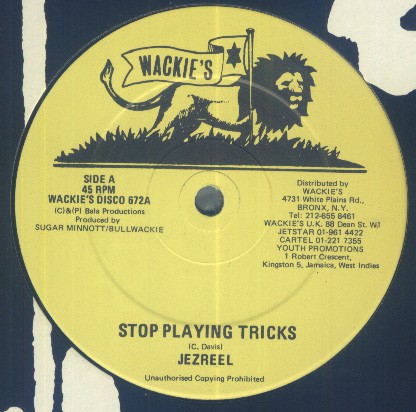 WACKIE'S
SIDE A
45 RPM
WACKIE'S DISCO 672A
(C)&(P) Bala Productions
Produced by
SUGAR MINNOTT/BULLWACKIE
Distributed by
WACKIE'S
4731 White Plains Rd.,
BRONX, N.Y.
Tel: 212-655 8461
WACKIE'S U.K. 88 Dean St. W1
JETSTAR 01-961 4422
CARTEL 01-221 7355
YOUTH PROMOTIONS
1 Robert Crescent,
Kingston 5, Jamaica, West Indies
STOP PLAYING TRICKS
(C. Davis)
JEZREEL
Unauthorised Copying Prohibited